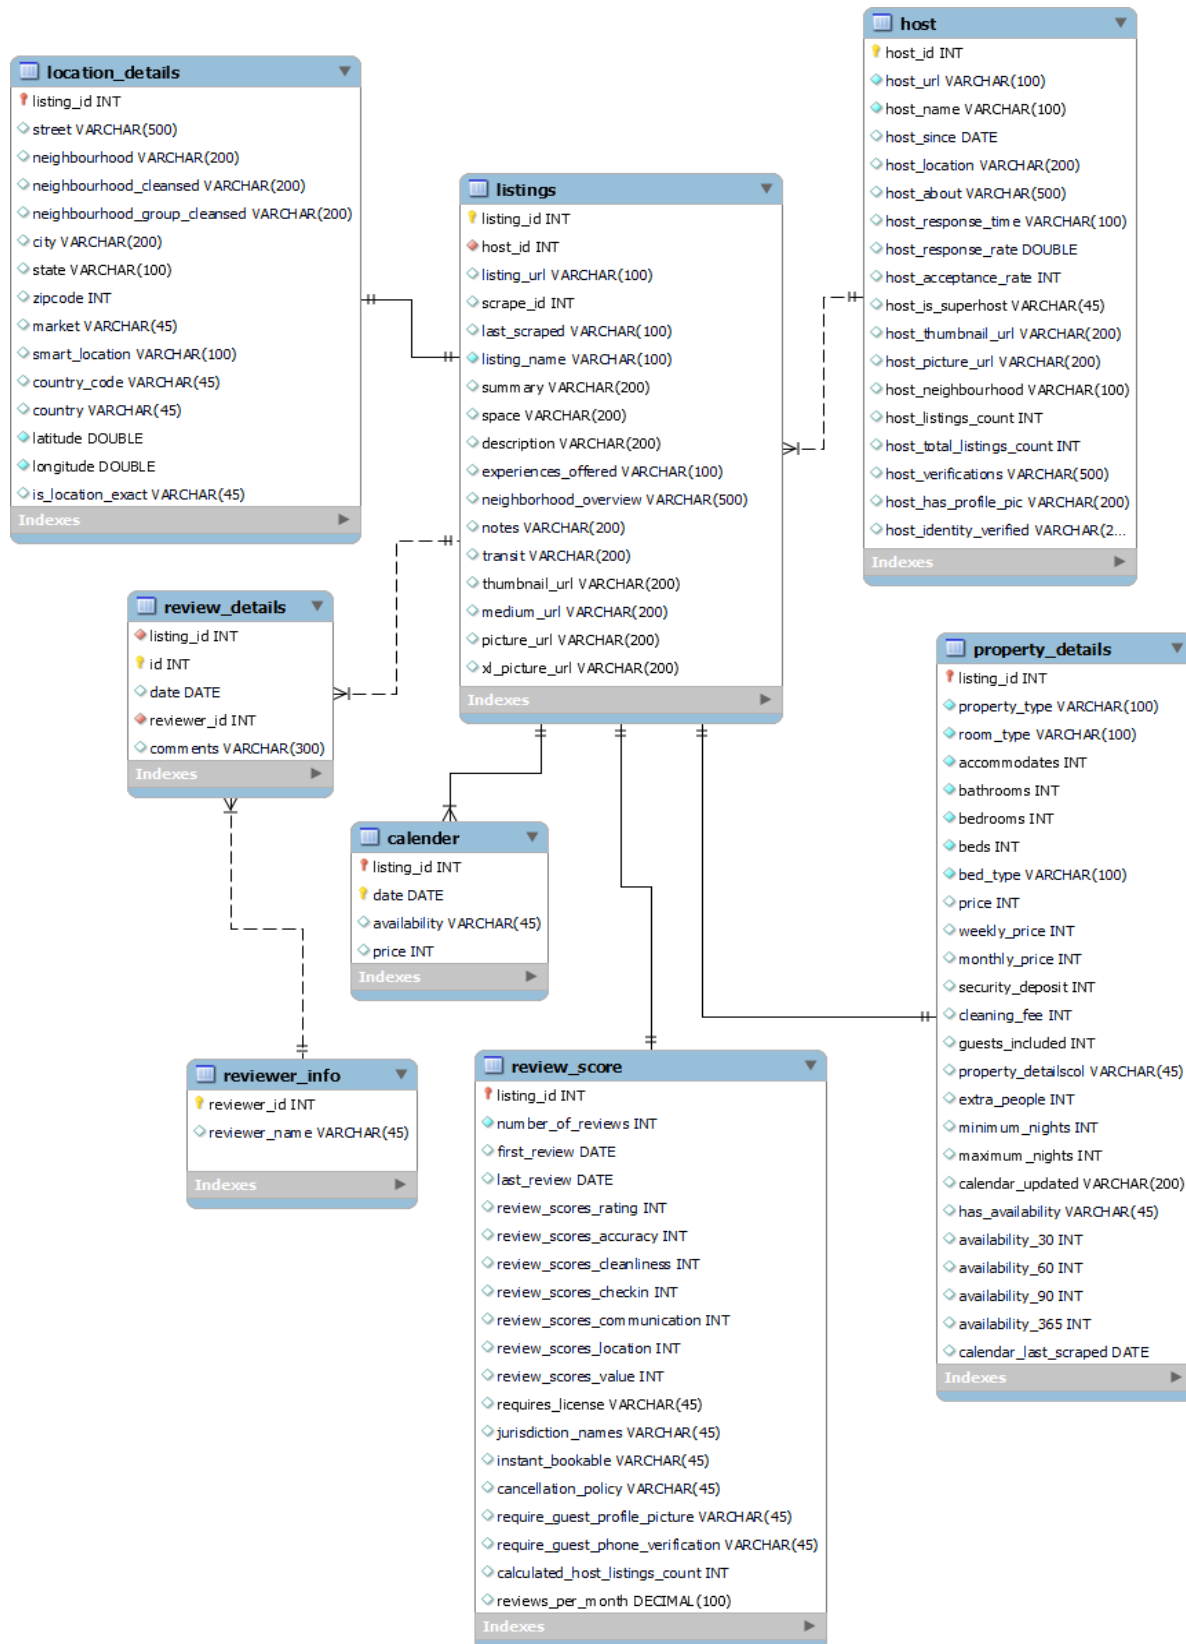 location_details
listing_id INT
street VARCHAR(500)
neighbourhood VARCHAR(200)
neighbourhood_cleansed VARCHAR(200)
neighbourhood_group_cleansed VARCHAR(200)
city VARCHAR(200)
state VARCHAR(100)
zipcode INT
market VARCHAR(45)
smart_location VARCHAR(100)
country_code VARCHAR(45)
country VARCHAR(45)
latitude DOUBLE
longitude DOUBLE
is_location_exact VARCHAR(45)
Indexes
listings
listing_id INT
host_id INT
listing_url VARCHAR(100)
scrape_id INT
last_scraped VARCHAR(100)
listing_name VARCHAR(100)
summary VARCHAR(200)
space VARCHAR(200)
description VARCHAR(200)
experiences_offered VARCHAR(100)
neighborhood_overview VARCHAR(500)
notes VARCHAR(200)
transit VARCHAR(200)
thumbnail_url VARCHAR(200)
medium_url VARCHAR(200)
picture_url VARCHAR(200)
xl_picture_url VARCHAR(200)
Indexes
host
host_id INT
host_url VARCHAR(100)
host_name VARCHAR(100)
host_since DATE
host_location VARCHAR(200)
host_about VARCHAR(500)
host_response_time VARCHAR(100)
host_response_rate DOUBLE
host_acceptance_rate INT
host_is_superhost VARCHAR(45)
host_thumbnail_url VARCHAR(200)
host_picture_url VARCHAR(200)
host_neighbourhood VARCHAR(100)
host_listings_count INT
host_total_listings_count INT
host_verifications VARCHAR(500)
host_has_profile_pic VARCHAR(200)
host_identity_verified VARCHAR(2...
Indexes
review_details
listing_id INT
id INT
date DATE
reviewer_id INT
comments VARCHAR(300)
Indexes
calender
listing_id INT
date DATE
availability VARCHAR(45)
price INT
Indexes
reviewer_info
reviewer_id INT
reviewer_name VARCHAR(45)
Indexes
review_score
listing_id INT
number_of_reviews INT
first_review DATE
last_review DATE
review_scores_rating INT
review_scores_accuracy INT
review_scores_cleanliness INT
review_scores_checkin INT
review_scores_communication INT
review_scores_location INT
review_scores_value INT
requires_license VARCHAR(45)
jurisdiction_names VARCHAR(45)
instant_bookable VARCHAR(45)
cancellation_policy VARCHAR(45)
require_guest_profile_picture VARCHAR(45)
require_guest_phone_verification VARCHAR(45)
calculated_host_listings_count INT
reviews_per_month DECIMAL(100)
Indexes
property_details
listing_id INT
property_type VARCHAR(100)
room_type VARCHAR(100)
accommodates INT
bathrooms INT
bedrooms INT
beds INT
bed_type VARCHAR(100)
price INT
weekly_price INT
monthly_price INT
security_deposit INT
cleaning_fee INT
guests_included INT
property_detailscol VARCHAR(45)
extra_people INT
minimum_nights INT
maximum_nights INT
calendar_updated VARCHAR(200)
has_availability VARCHAR(45)
availability_30 INT
availability_60 INT
availability_90 INT
availability_365 INT
calendar_last_scraped DATE
Indexes